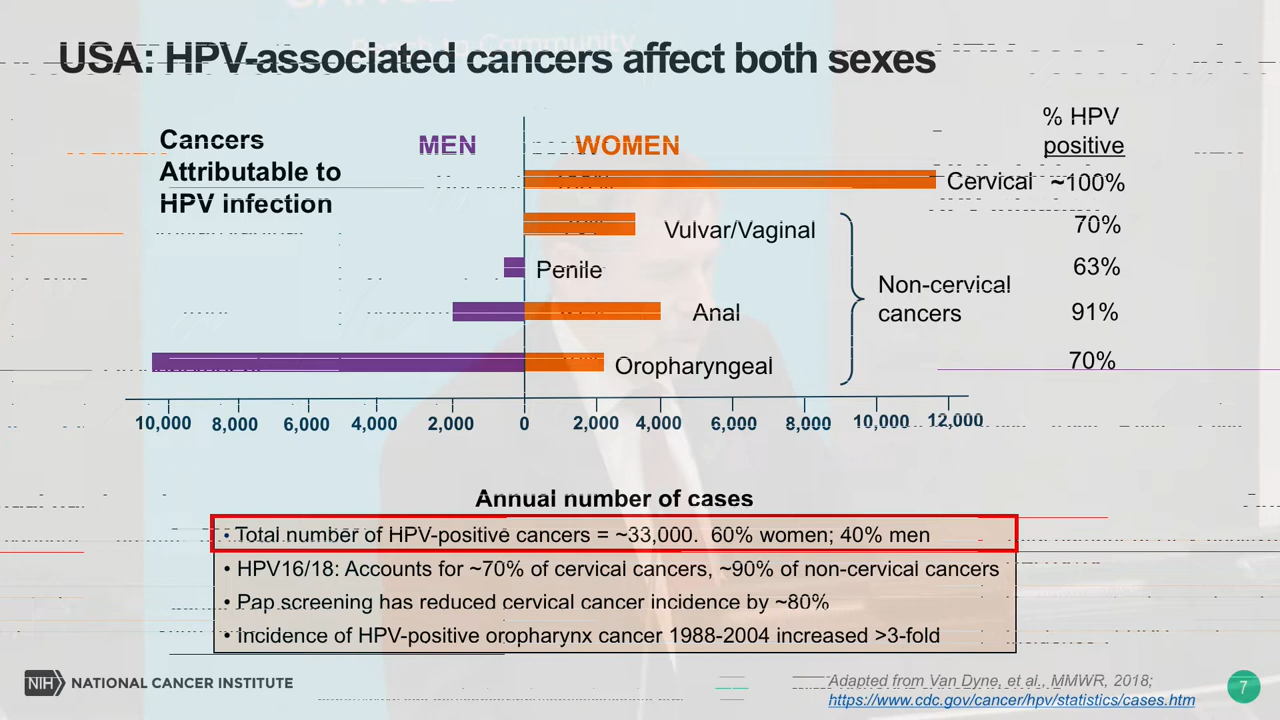 USA: HPV-associated cancers affect both sexes
Cancers
Attributable to
HPV infection
MEN
WOMEN
% HPV
positive
Cervical ~100%
Vulvar/Vaginal 70%
Penile 63%
Non-cervical
cancers
Anal 91%
Oropharyngeal 70%
10,000 8,000 6,000 4,000 2,000 0 2,000 4,000 6,000 8,000 10,000 12,000
Annual number of cases
• Total number of HPV-positive cancers = ~33,000. 60% women; 40% men
• HPV16/18: Accounts for ~70% of cervical cancers, ~90% of non-cervical cancers
• Pap screening has reduced cervical cancer incidence by ~80%
• Incidence of HPV-positive oropharynx cancer 1988-2004 increased >3-fold
NIH NATIONAL CANCER INSTITUTE
Adapted from Van Dyne, et al., MMWR, 2018;
https://www.cdc.gov/cancer/hpv/statistics/cases.htm
7